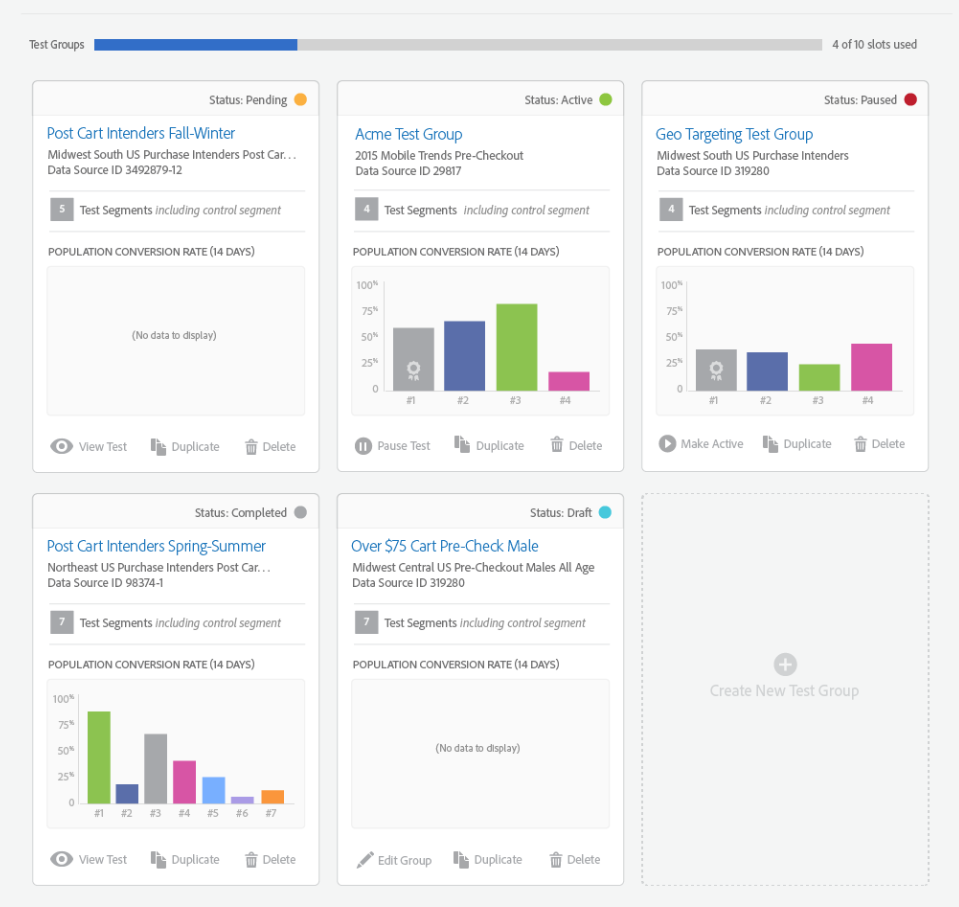 Test Groups
4 of 10 slots used
Status: Pending
Post Cart Intenders Fall-Winter
Midwest South US Purchase Intenders Post Car...
Data Source ID 3492879-12
5 Test Segments including control segment
POPULATION CONVERSION RATE (14 DAYS)
(No data to display)
View Test Duplicate Delete
Status: Active
Acme Test Group
2015 Mobile Trends Pre-Checkout
Data Source ID 29817
4 Test Segments including control segment
POPULATION CONVERSION RATE (14 DAYS)
100%
75%
50%
25%
0
#1 #2 #3 #4
Pause Test Duplicate Delete
Status: Paused
Geo Targeting Test Group
Midwest South US Purchase Intenders
Data Source ID 319280
4 Test Segments including control segment
POPULATION CONVERSION RATE (14 DAYS)
100%
75%
50%
25%
0
#1 #2 #3 #4
Make Active Duplicate Delete
Status: Completed
Post Cart Intenders Spring-Summer
Northeast US Purchase Intenders Post Car...
Data Source ID 98374-1
7 Test Segments including control segment
POPULATION CONVERSION RATE (14 DAYS)
100%
75%
50%
25%
0
#1 #2 #3 #4 #5 #6 #7
View Test Duplicate Delete
Status: Draft
Over $75 Cart Pre-Check Male
Midwest Central US Pre-Checkout Males All Age
Data Source ID 319280
7 Test Segments including control segment
POPULATION CONVERSION RATE (14 DAYS)
(No data to display)
Edit Group Duplicate Delete
Create New Test Group